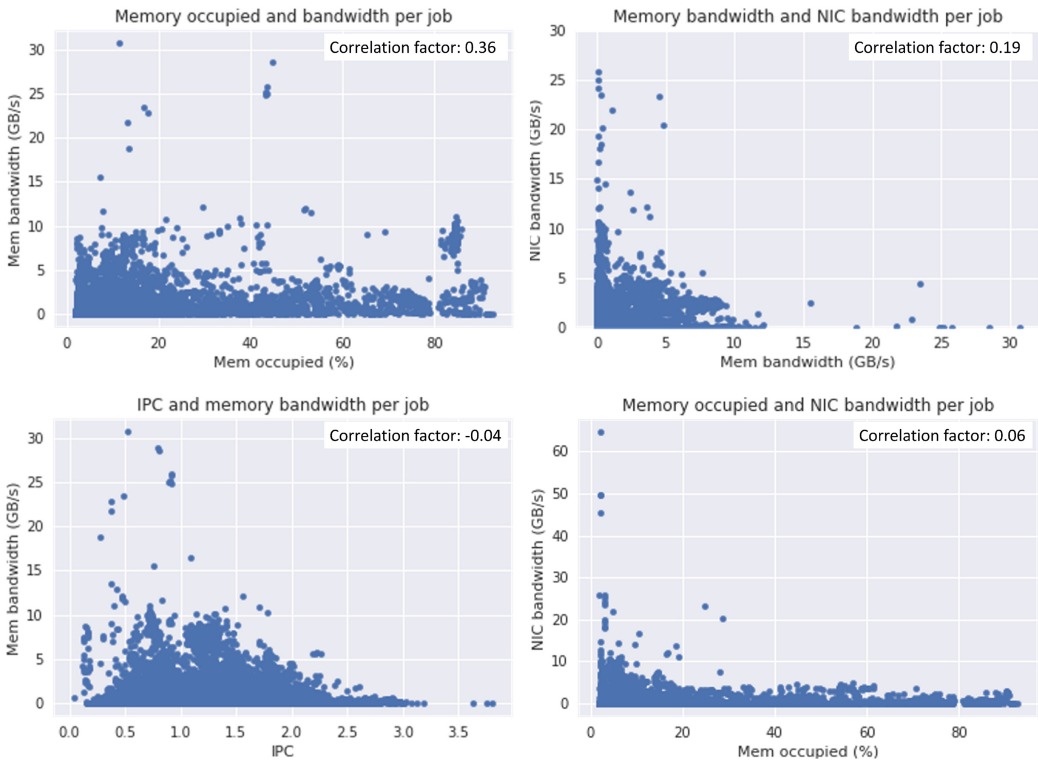 Memory occupied and bandwidth per job
Correlation factor: 0.36
Mem bandwidth (GB/s)
30
25
20
15
10
5
0
0 20 40 60 80
Mem occupied (%)
Memory bandwidth and NIC bandwidth per job
Correlation factor: 0.19
NIC bandwidth (GB/s)
30
25
20
15
10
5
0
0 5 10 15 20 25 30
Mem bandwidth (GB/s)
IPC and memory bandwidth per job
Correlation factor: -0.04
Mem bandwidth (GB/s)
30
25
20
15
10
5
0
0.0 0.5 1.0 1.5 2.0 2.5 3.0 3.5
IPC
Memory occupied and NIC bandwidth per job
Correlation factor: 0.06
NIC bandwidth (GB/s)
60
50
40
30
20
10
0
0 20 40 60 80
Mem occupied (%)